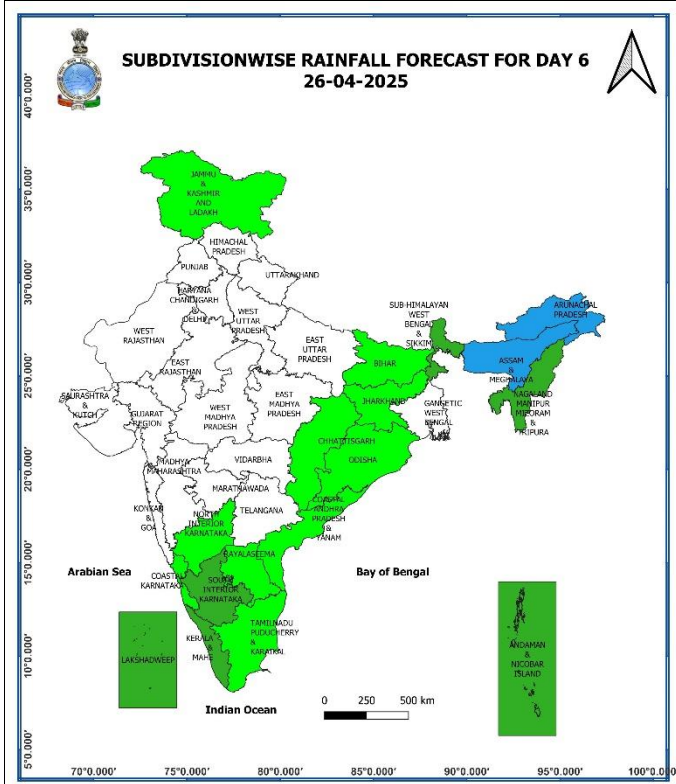 SUBDIVISIONWISE RAINFALL FORECAST FOR DAY 6
26-04-2025
40°0.000'
35°0.000'
30°0.000'
25°0.000'
20°0.000'
15°0.000'
10°0.000'
5°0.000'
JAMMU
&
KASHMIR
AND
LADAKH
HIMACHAL
PRADESH
PUNJAB
UTTARAKHAND
HARYANA
CHANDIGARH
&
DELHI
WEST
UTTAR
PRADESH
WEST
RAJASTHAN
EAST
RAJASTHAN
EAST
UTTAR
PRADESH
SUB-HIMALAYAN
WEST
BENGAL
&
SIKKIM
ARUNACHAL
PRADESH
ASSAM
&
MEGHALAYA
NAGALAND
MANIPUR
MIZORAM
&
TRIPURA
BIHAR
JHARKHAND
GANGETIC
WEST
BENGAL
SAURASHTRA
&
KUTCH
GUJARAT
REGION
WEST
MADHYA
PRADESH
EAST
MADHYA
PRADESH
CHHATTISGARH
ODISHA
MADHYA
MAHARASHTRA
VIDARBHA
MARATHAWADA
TELANGANA
KONKAN
&
GOA
NORTH
INTERIOR
KARNATAKA
COASTAL
ANDHRA
PRADESH
&
YANAM
RAYALASEEMA
COASTAL
KARNATAKA
SOUTH
INTERIOR
KARNATAKA
Arabian Sea
Bay of Bengal
TAMILNADU
PUDUCHERRY
&
KARAIKAL
KERALA
&
MAHE
LAKSHADWEEP
ANDAMAN
&
NICOBAR
ISLAND
Indian Ocean
0 250 500 km
70°0.000' 75°0.000' 80°0.000' 85°0.000' 90°0.000' 95°0.000' 100°0.000'